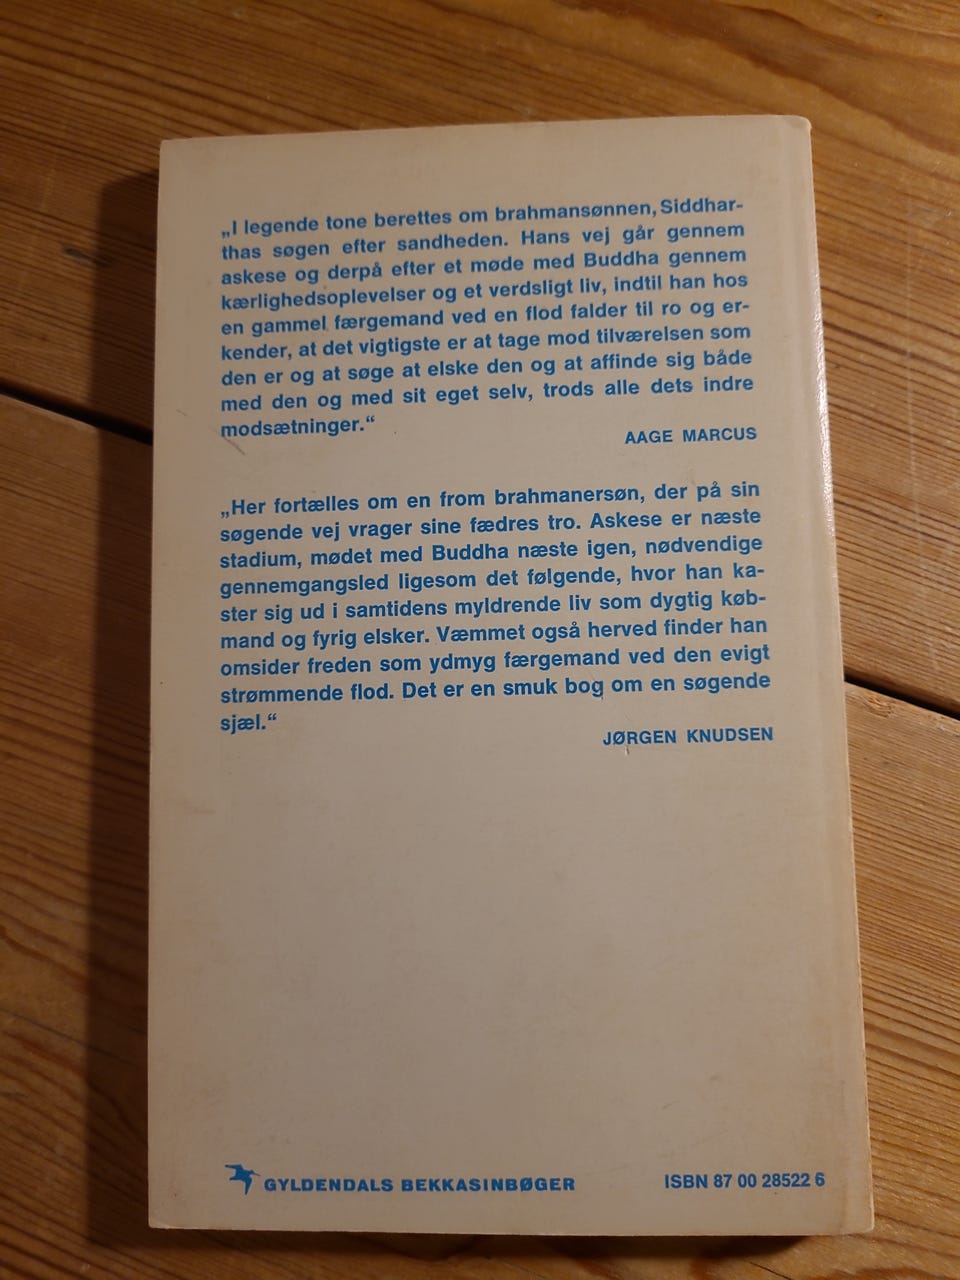 „I legende tone berettes om brahmansønnen, Siddhar-
thas søgen efter sandheden. Hans vej går gennem
askese og derpå efter et møde med Buddha gennem
kærlighedsoplevelser og et verdsligt liv, indtil han hos
en gammel færgemand ved en flod falder til ro og er-
kender, at det vigtigste er at tage mod tilværelsen som
den er og at søge at elske den og at affinde sig både
med den og med sit eget selv, trods alle dets indre
modsætninger.“
AAGE MARCUS
„Her fortælles om en from brahmanersøn, der på sin
søgende vej vrager sine fædres tro. Askese er næste
stadium, mødet med Buddha næste igen, nødvendige
gennemgangsled ligesom det følgende, hvor han ka-
ster sig ud i samtidens myldrende liv som dygtig køb-
mand og fyrig elsker. Væmmet også herved finder han
omsider freden som ydmyg færgemand ved den evigt
strømmende flod. Det er en smuk bog om en søgende
sjæl.“
JØRGEN KNUDSEN
GYLDENDALS BEKKASINBØGER
ISBN 87 00 28522 6